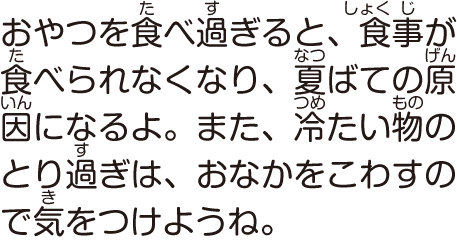 おやつを食べ過ぎると、食事が
食べられなくなり、夏ばての原
因になるよ。また、冷たい物の
とり過ぎは、おなかをこわすの
で気をつけようね。